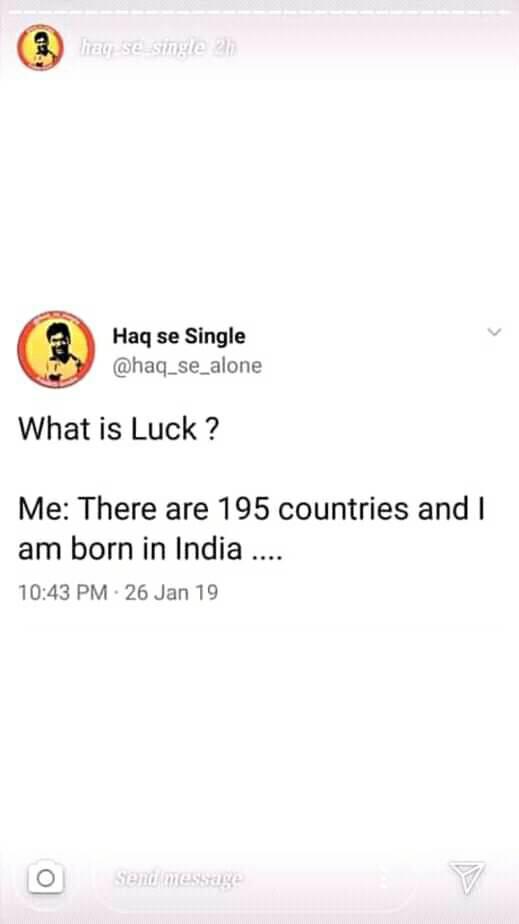 haq_se_single 2h
Haq se Single
@haq_se_alone
What is Luck ?
Me: There are 195 countries and I
am born in India ....
10:43 PM · 26 Jan 19
Send message